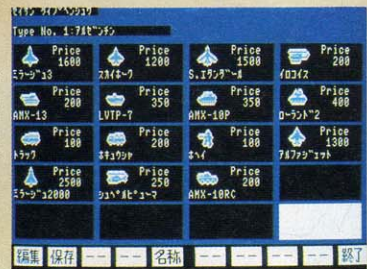 セイサン タイプ ヘンシュウ
Type No. 1:アルゼンチン
Price 1600 ミラージュ3
Price 1200 スカイホーク
Price 1500 S.エタンダール
Price 200 イロコイス
Price 200 AMX-13
Price 350 LVTP-7
Price 350 AMX-10P
Price 400 ローランド2
Price 100 トラック
Price 200 ホキュウシャ
Price 100 ホヘイ
Price 1300 アルファジェット
Price 2500 ミラージュ2000
Price 250 シュペルピューマ
Price 200 AMX-10RC
編集 保存 -- -- 名称 -- -- -- -- 終了